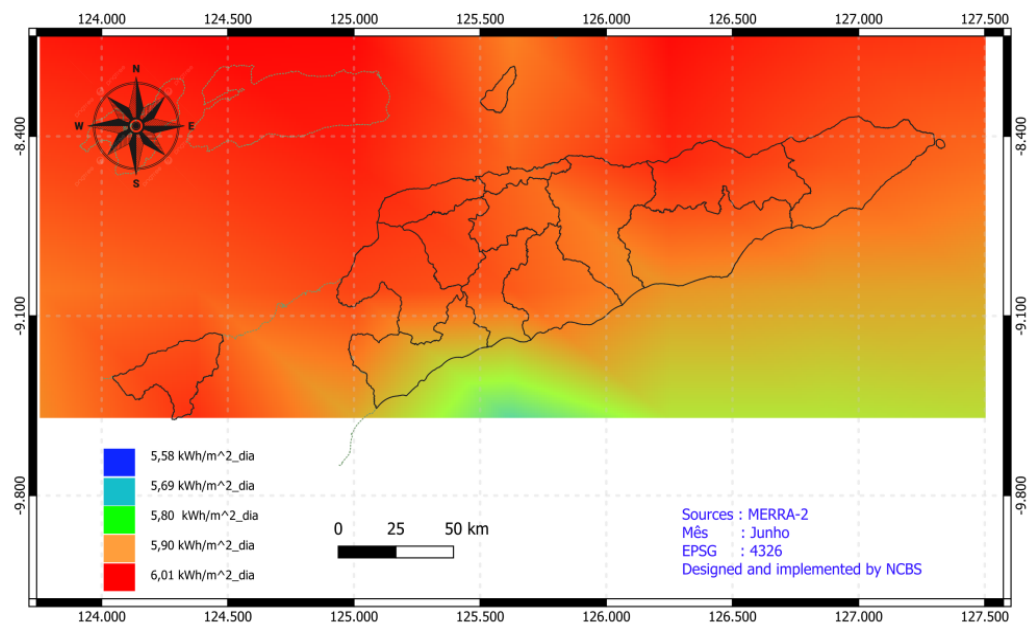 124.000 124.500 125.000 125.500 126.000 126.500 127.000 127.500
N
W E
S
-8.400 -8.400
-9.100 -9.100
-9.800 -9.800
5,58 kWh/m^2_dia
5,69 kWh/m^2_dia
5,80 kWh/m^2_dia
5,90 kWh/m^2_dia
6,01 kWh/m^2_dia
0 25 50 km
Sources : MERRA-2
Mês : Junho
EPSG : 4326
Designed and implemented by NCBS
124.000 124.500 125.000 125.500 126.000 126.500 127.000 127.500